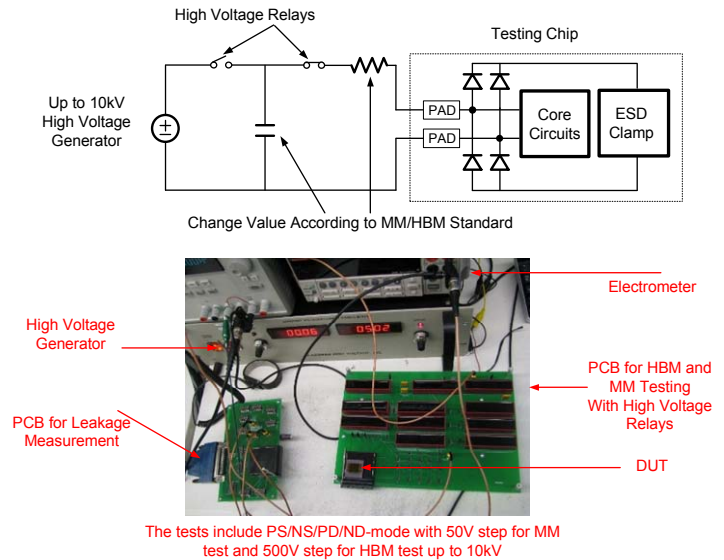 High Voltage Relays
Testing Chip
Up to 10kV
High Voltage
Generator
PAD
PAD
Core
Circuits
ESD
Clamp
Change Value According to MM/HBM Standard
Electrometer
High Voltage
Generator
0006 0502
PCB for HBM and
MM Testing
With High Voltage
Relays
PCB for Leakage
Measurement
DUT
The tests include PS/NS/PD/ND-mode with 50V step for MM
test and 500V step for HBM test up to 10kV